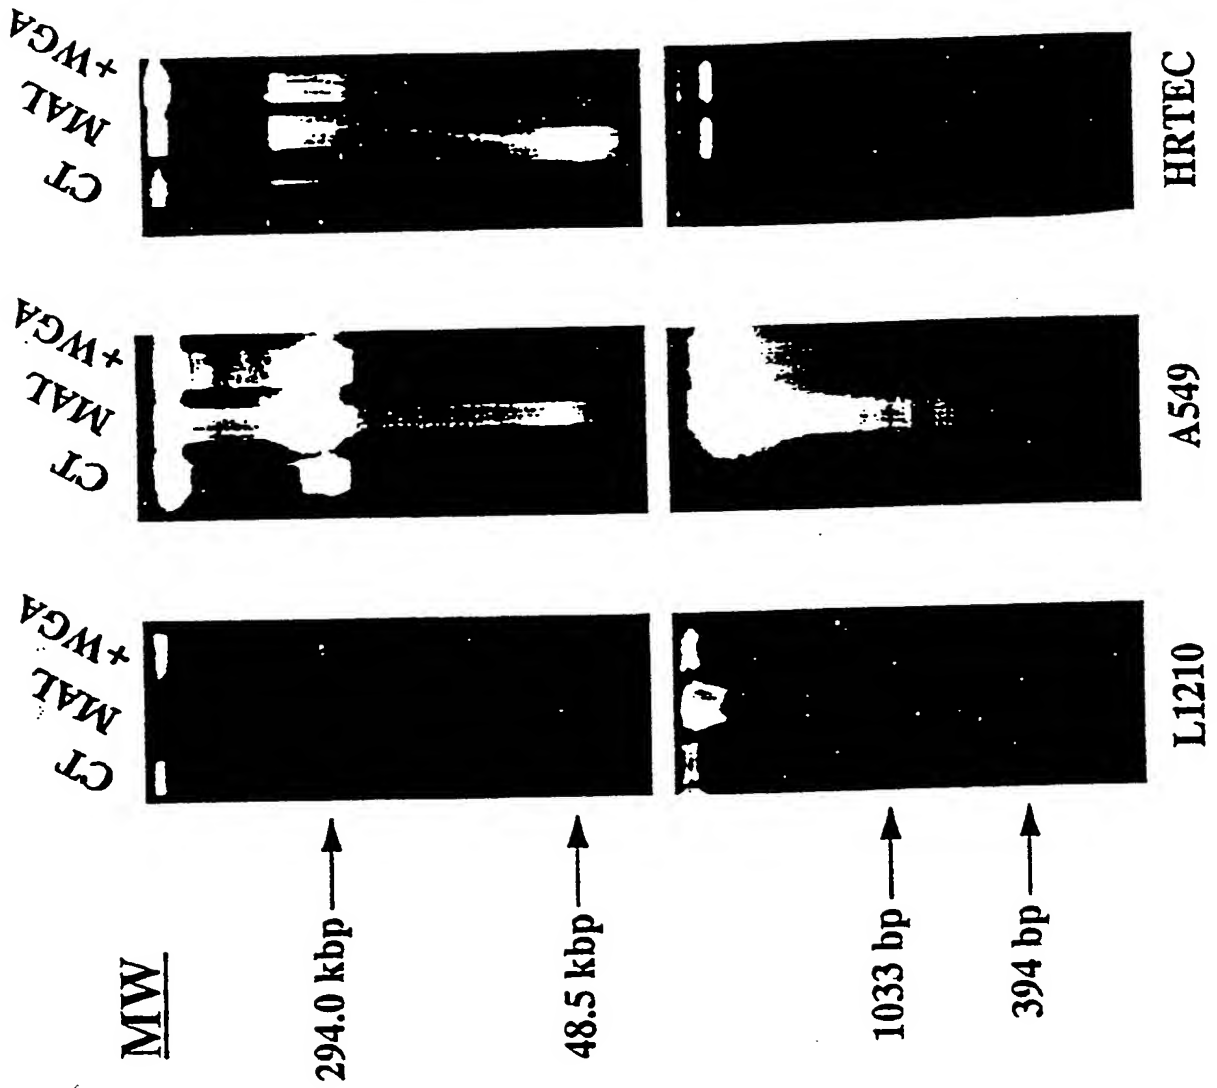 MW
294.0 kbp
48.5 kbp
1033 bp
394 bp
CT MAL +WGA
CT MAL +WGA
CT MAL +WGA
L1210
A549
HRTEC